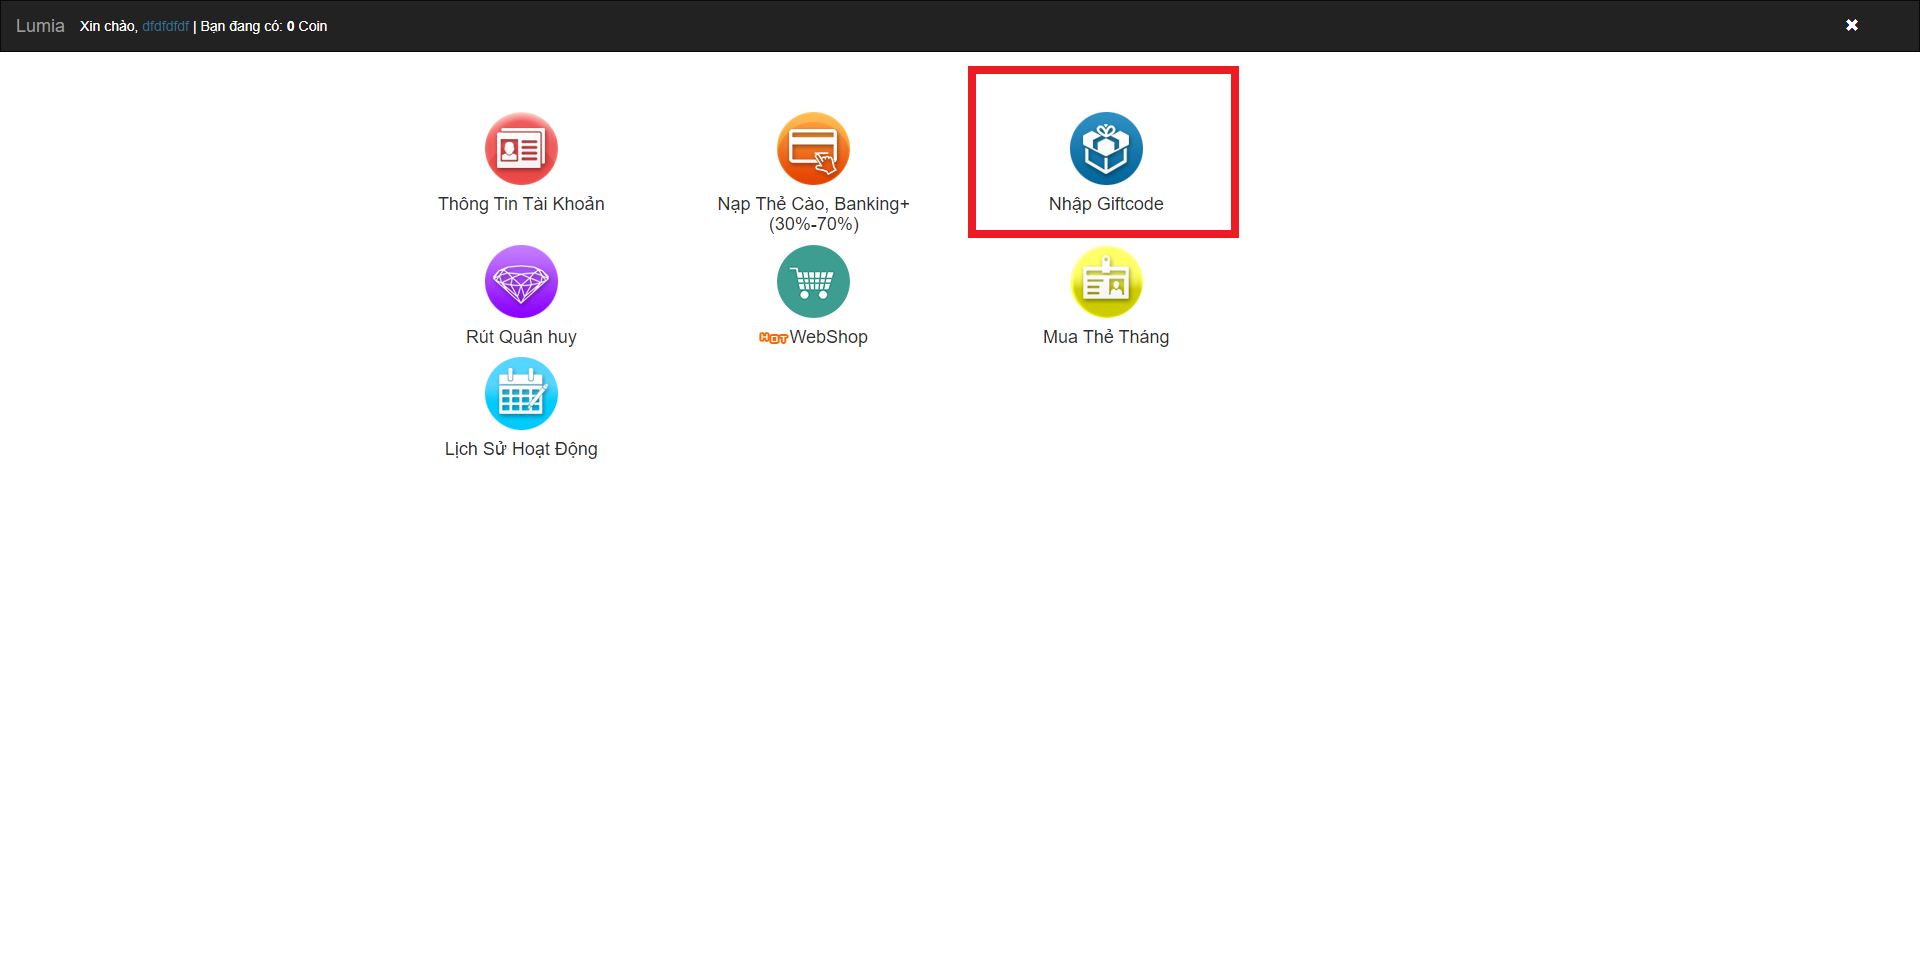 Lumia Xin chào, dfdfdfdf | Bạn đang có: 0 Coin
Thông Tin Tài Khoản
Nạp Thẻ Cào, Banking+
(30%-70%)
Nhập Giftcode
Rút Quân huy
HOT WebShop
Mua Thẻ Tháng
Lịch Sử Hoạt Động